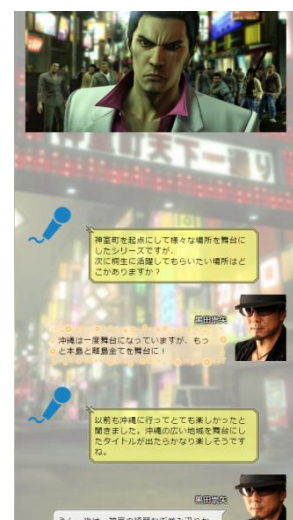 天下一通り
神室町を起点にして様々な場所を舞台に
したシリーズですが、
次に桐生に活躍してもらいたい場所はど
こかありますか？
黒田崇矢
沖縄は一度舞台になっていますが、もっ
と本島と離島全てを舞台に！
以前も沖縄に行ってとても楽しかったと
聞きました。沖縄の広い地域を舞台にし
たタイトルが出たらかなり楽しそうです
ね。
黒田崇矢